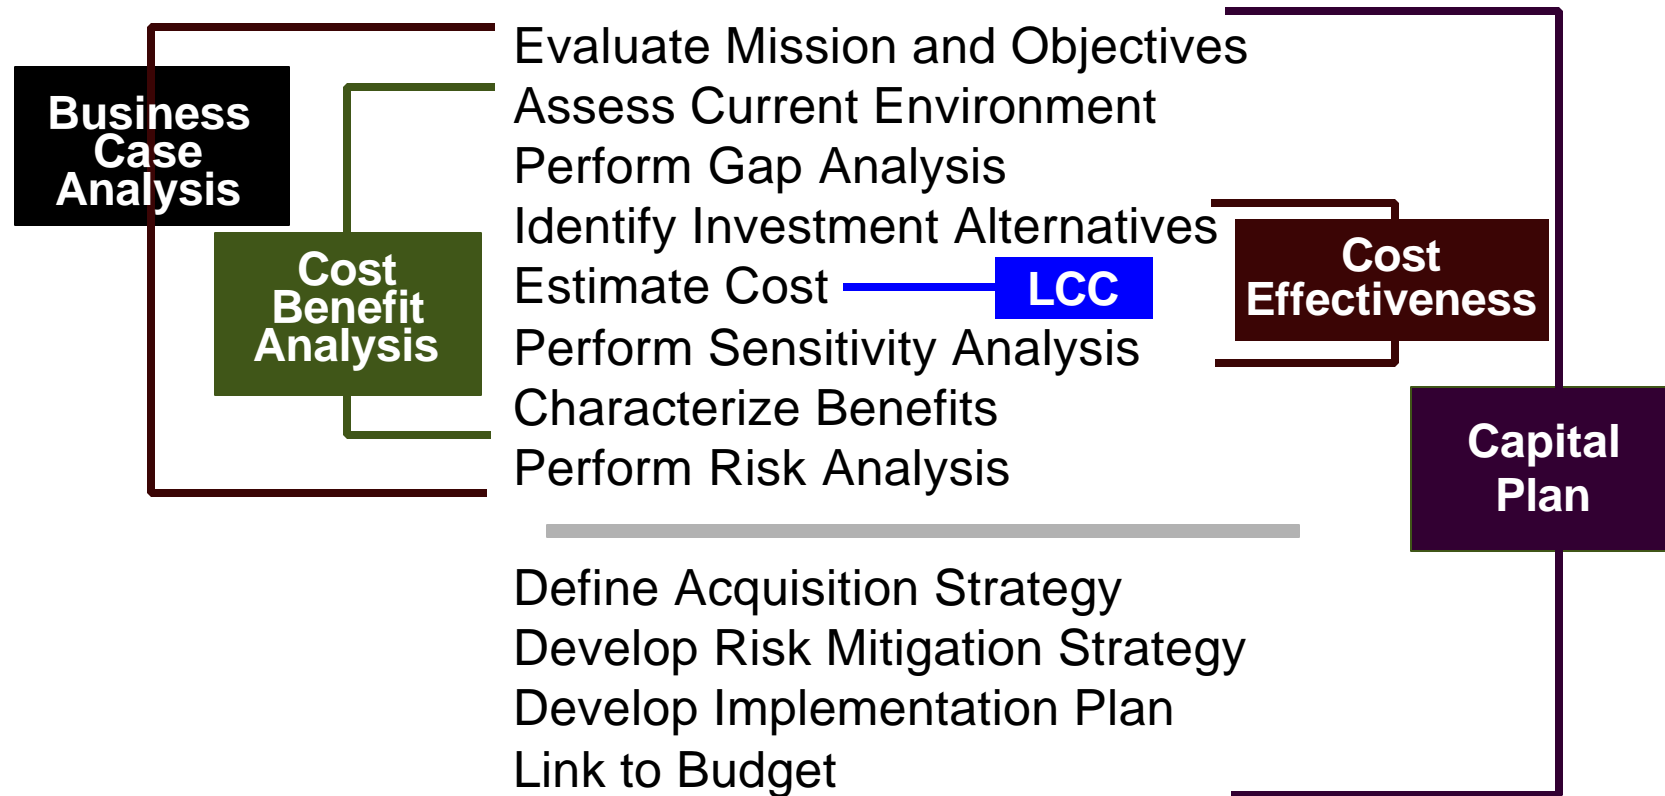 Evaluate Mission and Objectives
Business
Case
Analysis
Assess Current Environment
Perform Gap Analysis
Identify Investment Alternatives
Cost
Benefit
Analysis
Estimate Cost
LCC
Cost
Effectiveness
Perform Sensitivity Analysis
Characterize Benefits
Perform Risk Analysis
Capital
Plan
Define Acquisition Strategy
Develop Risk Mitigation Strategy
Develop Implementation Plan
Link to Budget